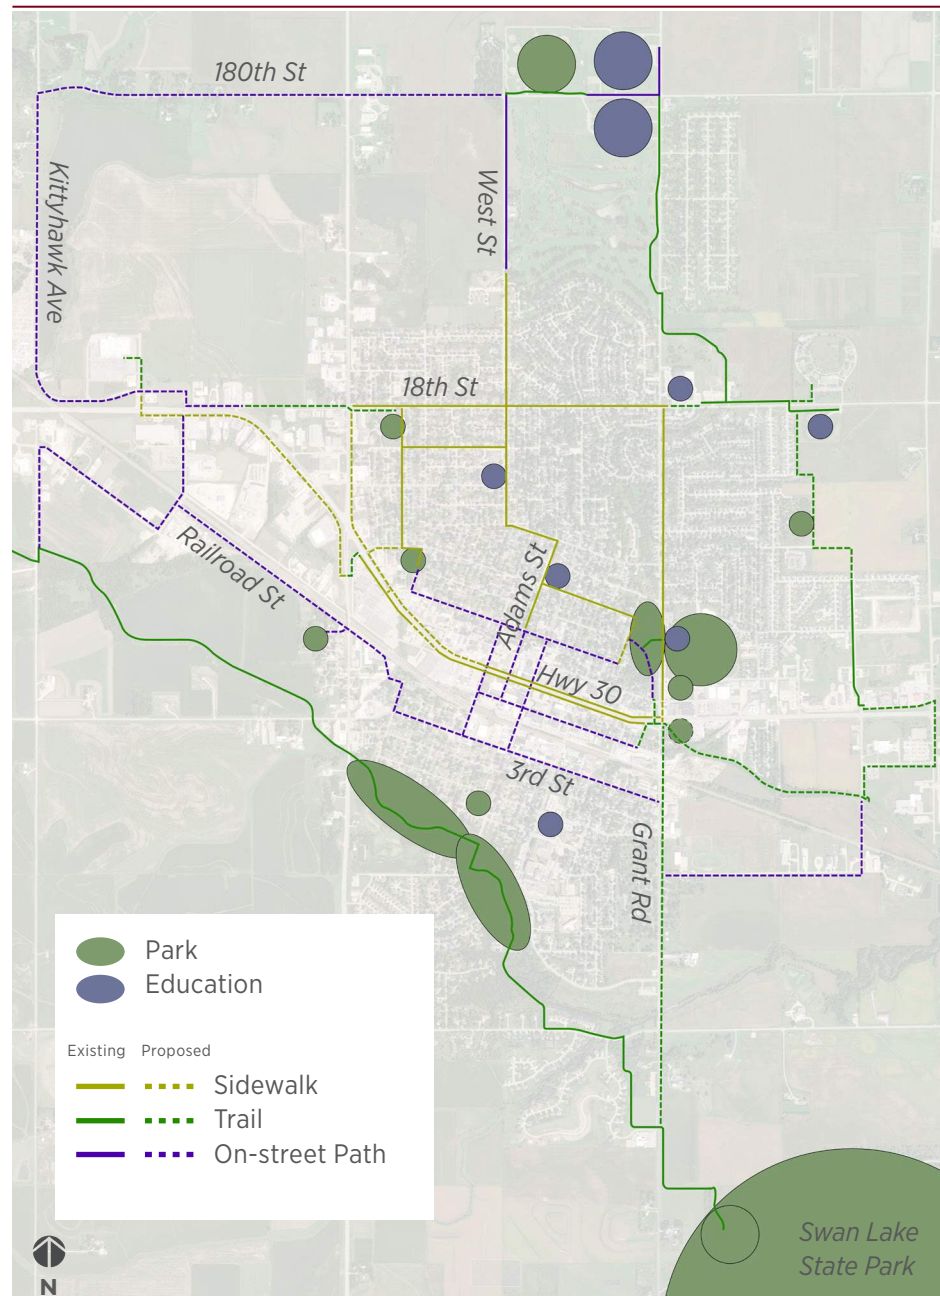 180th St
West St
Kittyhawk Ave
18th St
Adams St
Railroad St
Hwy 30
3rd St
Grant Rd
Park
Education
Existing Proposed
Sidewalk
Trail
On-street Path
Swan Lake
State Park
N